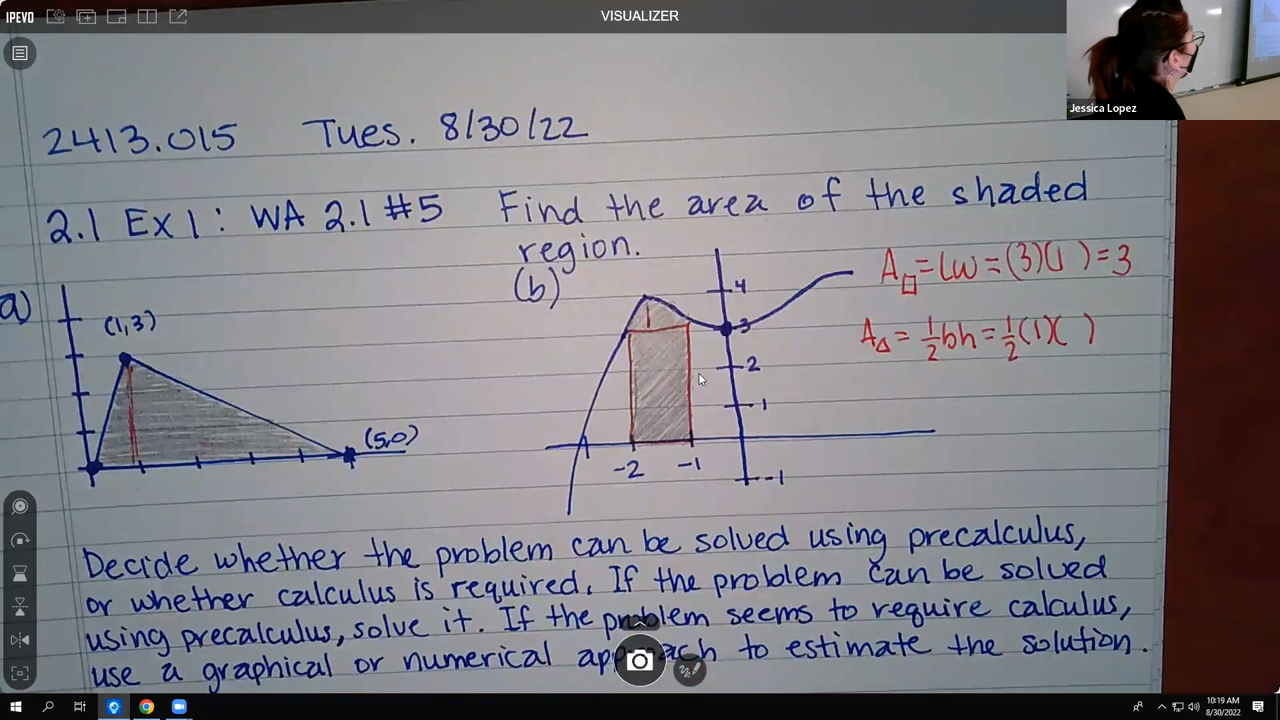 IPEVO
VISUALIZER
Jessica Lopez
2413.015 Tues. 8/30/22
2.1 Ex 1: WA 2.1 #5 Find the area of the shaded
region.
a)
(1,3)
(5,0)
(b)
4
3
2
1
-1
-2 -1
A□ = lw = (3)(1 ) = 3
A△ = ½bh = ½(1)( )
Decide whether the problem can be solved using precalculus,
or whether calculus is required. If the problem can be solved
using precalculus, solve it. If the problem seems to require calculus,
use a graphical or numerical approach to estimate the solution.
10:19 AM
8/30/2022